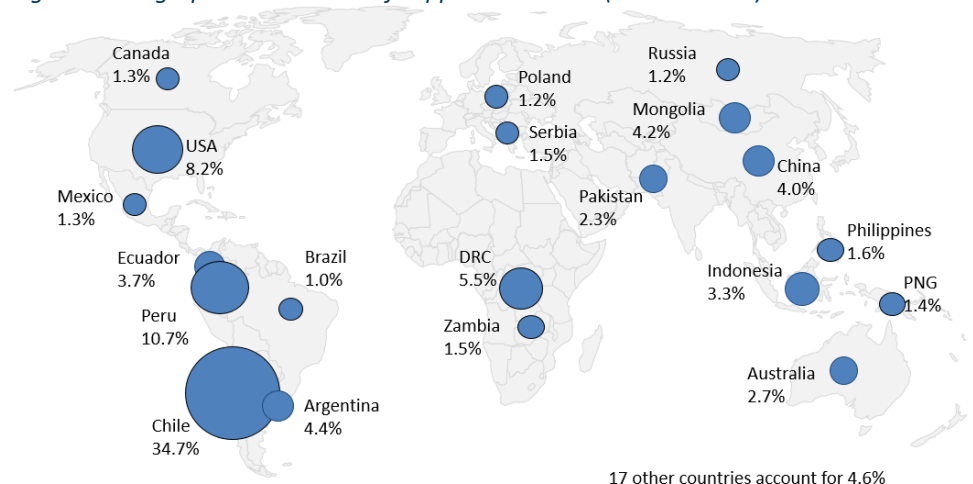 Canada
1.3%
USA
8.2%
Mexico
1.3%
Ecuador
3.7%
Peru
10.7%
Brazil
1.0%
Chile
34.7%
Argentina
4.4%
Poland
1.2%
Serbia
1.5%
DRC
5.5%
Zambia
1.5%
Russia
1.2%
Mongolia
4.2%
China
4.0%
Pakistan
2.3%
Philippines
1.6%
Indonesia
3.3%
PNG
1.4%
Australia
2.7%
17 other countries account for 4.6%